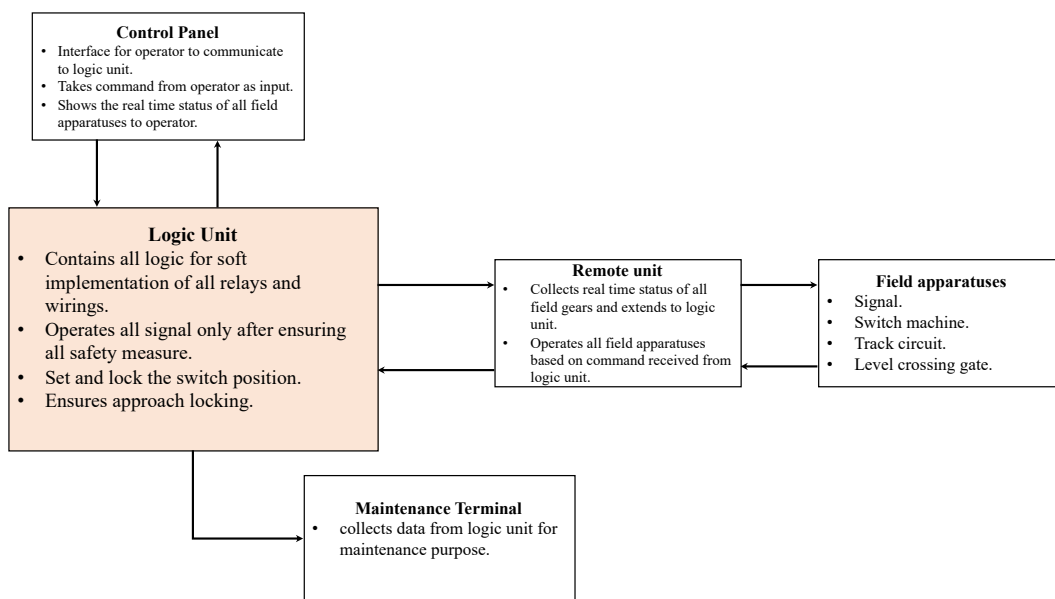 Control Panel
• Interface for operator to communicate
to logic unit.
• Takes command from operator as input.
• Shows the real time status of all field
apparatuses to operator.
Logic Unit
• Contains all logic for soft
implementation of all relays and
wirings.
• Operates all signal only after ensuring
all safety measure.
• Set and lock the switch position.
• Ensures approach locking.
Remote unit
• Collects real time status of all
field gears and extends to logic
unit.
• Operates all field apparatuses
based on command received from
logic unit.
Field apparatuses
• Signal.
• Switch machine.
• Track circuit.
• Level crossing gate.
Maintenance Terminal
• collects data from logic unit for
maintenance purpose.